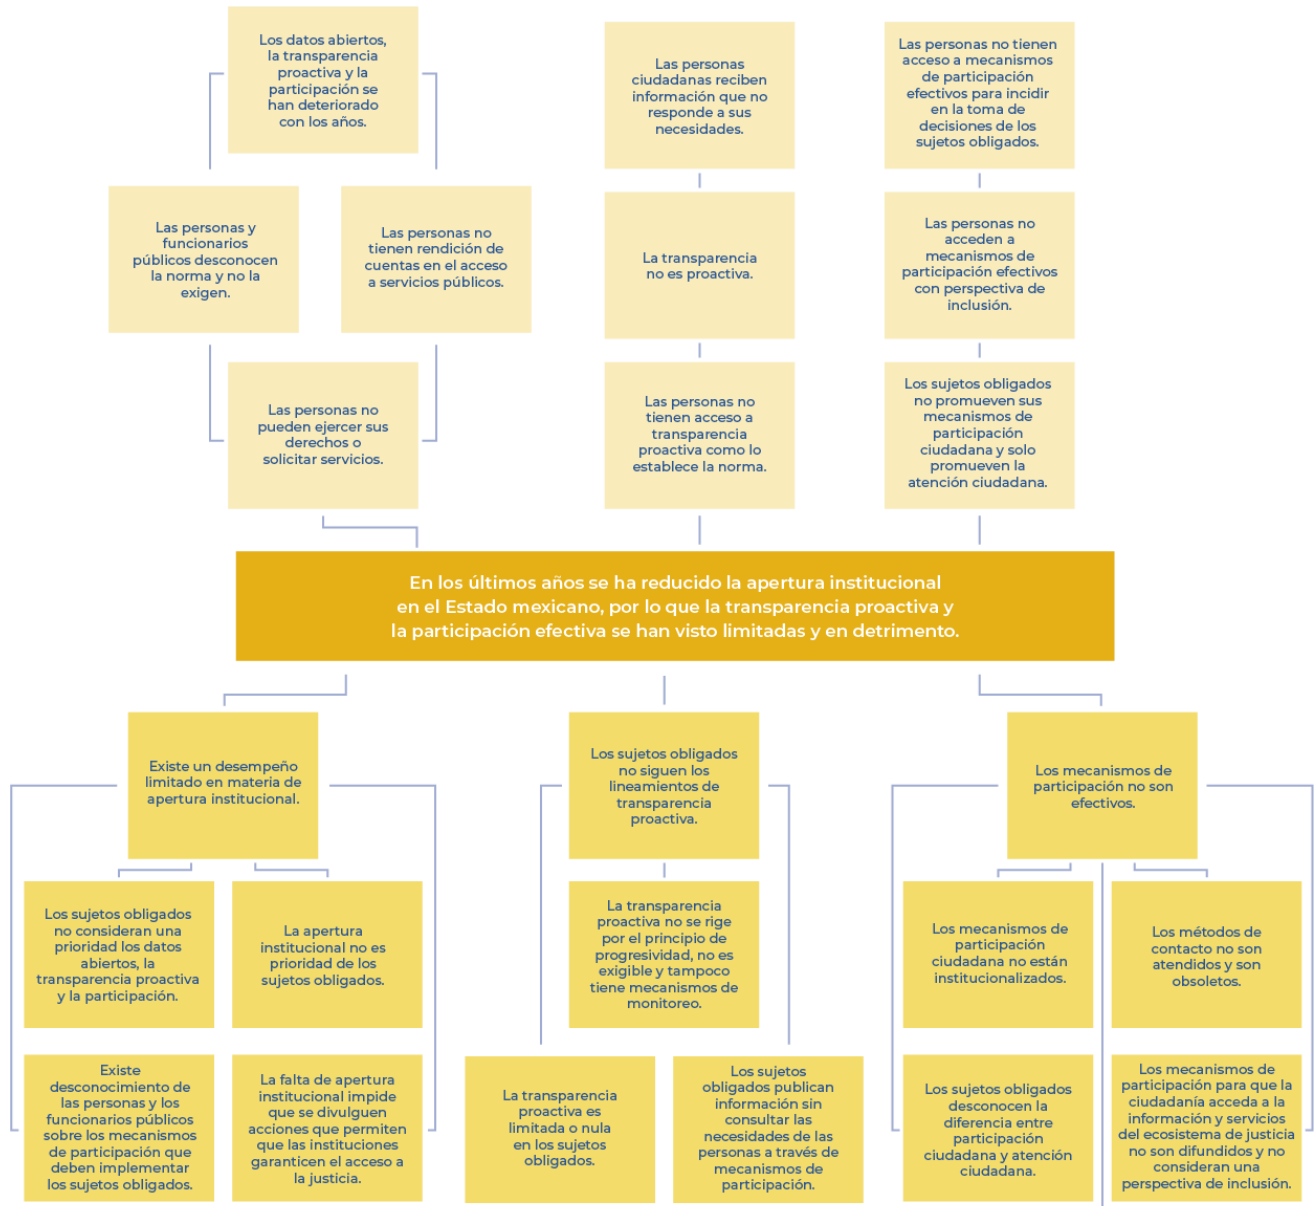 Los datos abiertos,
la transparencia
proactiva y la
participación se
han deteriorado
con los años.
Las personas
ciudadanas reciben
información que no
responde a sus
necesidades.
Las personas no tienen
acceso a mecanismos
de participación
efectivos para incidir
en la toma de
decisiones de los
sujetos obligados.
Las personas y
funcionarios
públicos desconocen
la norma y no la
exigen.
Las personas no
tienen rendición de
cuentas en el acceso
a servicios públicos.
La transparencia
no es proactiva.
Las personas no
acceden a
mecanismos de
participación efectivos
con perspectiva de
inclusión.
Las personas no
pueden ejercer sus
derechos o
solicitar servicios.
Las personas no
tienen acceso a
transparencia
proactiva como lo
establece la norma.
Los sujetos obligados
no promueven sus
mecanismos de
participación
ciudadana y solo
promueven la
atención ciudadana.
En los últimos años se ha reducido la apertura institucional
en el Estado mexicano, por lo que la transparencia proactiva y
la participación efectiva se han visto limitadas y en detrimento.
Existe un desempeño
limitado en materia de
apertura institucional.
Los sujetos obligados
no siguen los
lineamientos de
transparencia
proactiva.
Los mecanismos de
participación no son
efectivos.
Los sujetos obligados
no consideran una
prioridad los datos
abiertos, la
transparencia proactiva
y la participación.
La apertura
institucional no es
prioridad de los
sujetos obligados.
La transparencia
proactiva no se rige
por el principio de
progresividad, no es
exigible y tampoco
tiene mecanismos de
monitoreo.
Los mecanismos de
participación
ciudadana no están
institucionalizados.
Los métodos de
contacto no son
atendidos y son
obsoletos.
Existe
desconocimiento de
las personas y los
funcionarios públicos
sobre los mecanismos
de participación que
deben implementar
los sujetos obligados.
La falta de apertura
institucional impide
que se divulguen
acciones que permiten
que las instituciones
garanticen el acceso a
la justicia.
La transparencia
proactiva es
limitada o nula
en los sujetos
obligados.
Los sujetos
obligados publican
información sin
consultar las
necesidades de las
personas a través de
mecanismos de
participación.
Los sujetos obligados
desconocen la
diferencia entre
participación
ciudadana y atención
ciudadana.
Los mecanismos de
participación para que la
ciudadanía acceda a la
información y servicios
del ecosistema de justicia
no son difundidos y no
consideran una
perspectiva de inclusión.